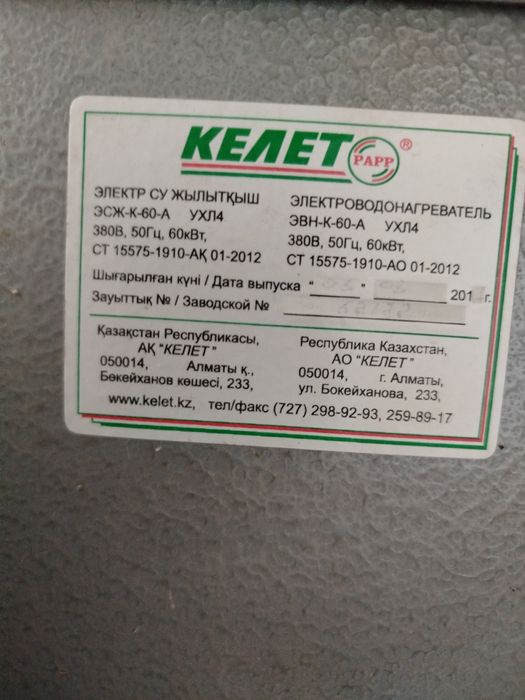 КЕЛЕТ PAPP ®
ЭЛЕКТР СУ ЖЫЛЫТҚЫШ
ЭСЖ-К-60-А УХЛ4
380В, 50Гц, 60кВт,
СТ 15575-1910-АҚ 01-2012
ЭЛЕКТРОВОДОНАГРЕВАТЕЛЬ
ЭВН-К-60-А УХЛ4
380В, 50Гц, 60кВт,
СТ 15575-1910-АО 01-2012
Шығарылған күні / Дата выпуска " " 201 г.
Зауыттық № / Заводской №
Қазақстан Республикасы,
АҚ "КЕЛЕТ"
050014, Алматы қ.,
Бөкейханов көшесі, 233,
Республика Казахстан,
АО "КЕЛЕТ"
050014, г. Алматы,
ул. Бокейханова, 233,
www.kelet.kz, тел/факс (727) 298-92-93, 259-89-17